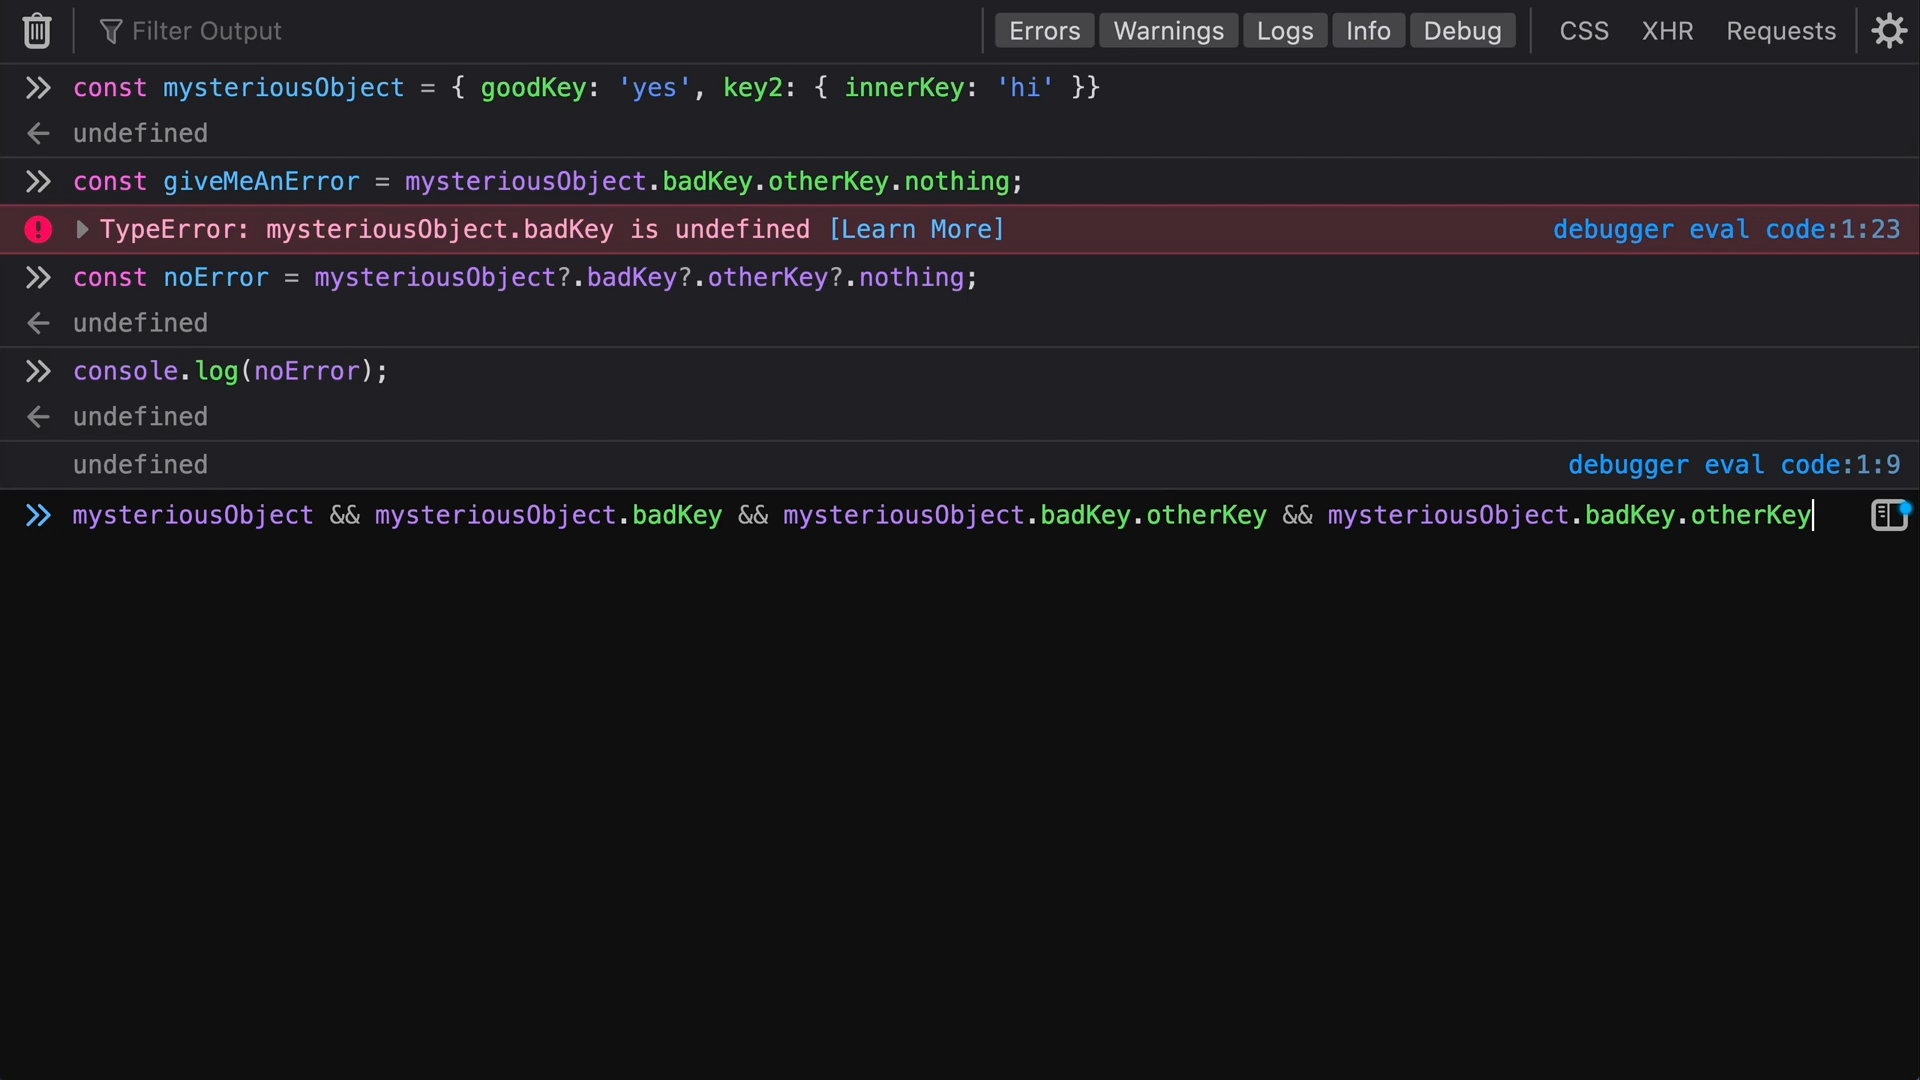 Filter Output Errors Warnings Logs Info Debug CSS XHR Requests
const mysteriousObject = { goodKey: 'yes', key2: { innerKey: 'hi' }}
undefined
const giveMeAnError = mysteriousObject.badKey.otherKey.nothing;
TypeError: mysteriousObject.badKey is undefined [Learn More] debugger eval code:1:23
const noError = mysteriousObject?.badKey?.otherKey?.nothing;
undefined
console.log(noError);
undefined
undefined debugger eval code:1:9
mysteriousObject && mysteriousObject.badKey && mysteriousObject.badKey.otherKey && mysteriousObject.badKey.otherKey